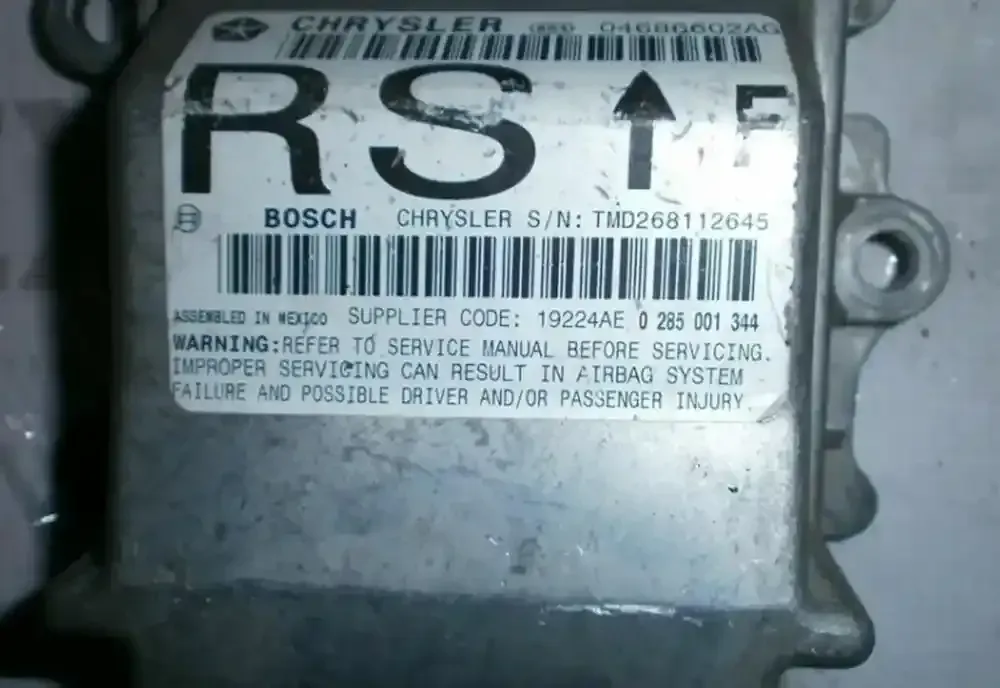 CHRYSLER 04686602AG
RS F
BOSCH CHRYSLER S/N: TMD268112645
ASSEMBLED IN MEXICO SUPPLIER CODE: 19224AE 0 285 001 344
WARNING:REFER TO SERVICE MANUAL BEFORE SERVICING.
IMPROPER SERVICING CAN RESULT IN AIRBAG SYSTEM
FAILURE AND POSSIBLE DRIVER AND/OR PASSENGER INJURY